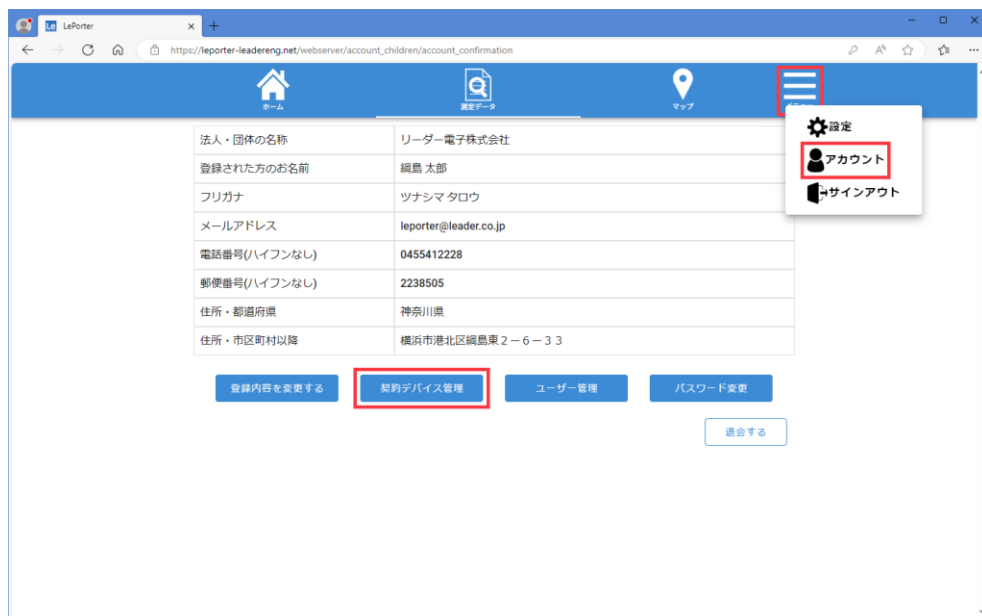 Le LePorter
https://leporter-leadereng.net/webserver/account_children/account_confirmation
ホーム
測定データ
マップ
設定
アカウント
サインアウト
法人・団体の名称 リーダー電子株式会社
登録された方のお名前 綱島 太郎
フリガナ ツナシマ タロウ
メールアドレス leporter@leader.co.jp
電話番号(ハイフンなし) 0455412228
郵便番号(ハイフンなし) 2238505
住所・都道府県 神奈川県
住所・市区町村以降 横浜市港北区綱島東2-6-33
登録内容を変更する
契約デバイス管理
ユーザー管理
パスワード変更
退会する